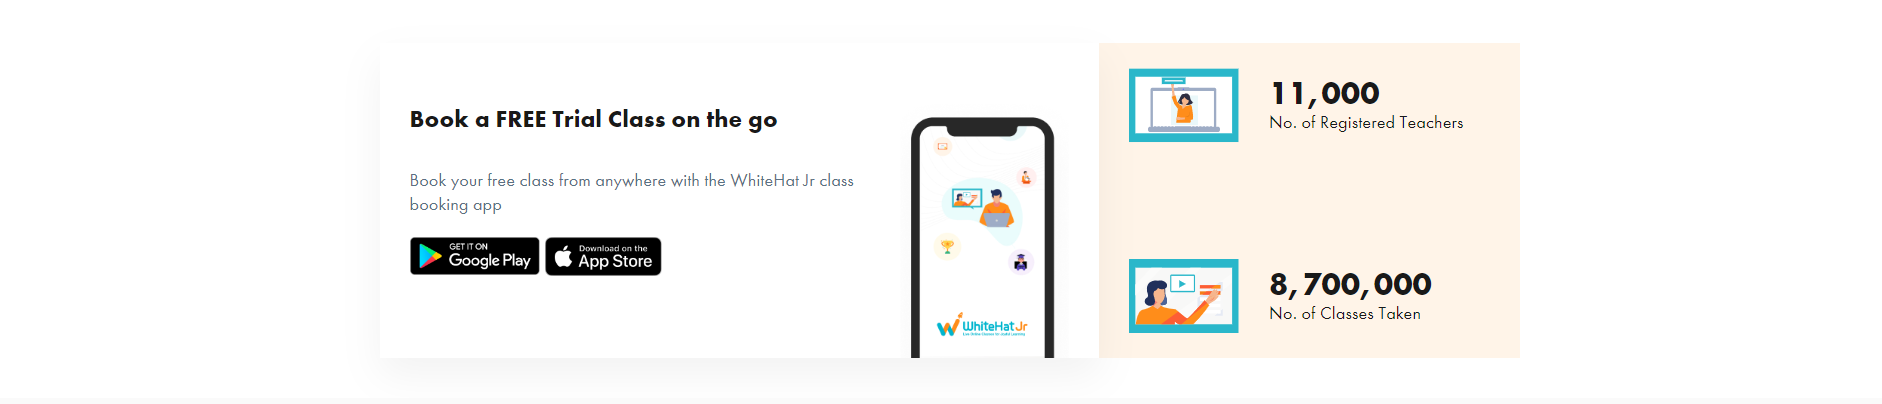 Book a FREE Trial Class on the go
Book your free class from anywhere with the WhiteHat Jr class
booking app
GET IT ON
Google Play
Download on the
App Store
WhiteHat Jr
11,000
No. of Registered Teachers
8,700,000
No. of Classes Taken